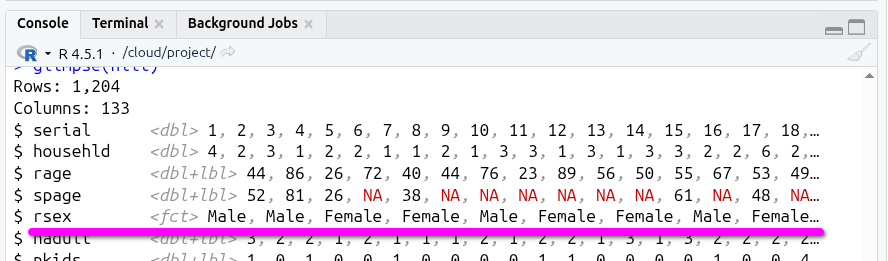 Console Terminal Background Jobs
R R 4.5.1 · /cloud/project/
Rows: 1,204
Columns: 133
$ serial <dbl> 1, 2, 3, 4, 5, 6, 7, 8, 9, 10, 11, 12, 13, 14, 15, 16, 17, 18,…
$ househld <dbl> 4, 2, 3, 1, 2, 2, 1, 1, 2, 1, 3, 3, 1, 3, 1, 3, 3, 2, 2, 6, 2,…
$ rage <dbl+lbl> 44, 86, 26, 72, 40, 44, 76, 23, 89, 56, 50, 55, 67, 53, 49…
$ spage <dbl+lbl> 52, 81, 26, NA, 38, NA, NA, NA, NA, NA, NA, 61, NA, 48, NA…
$ rsex <fct> Male, Male, Female, Female, Male, Female, Female, Male, Female…
$ nadult <dbl+lbl> 3, 2, 2, 1, 2, 1, 1, 1, 2, 1, 2, 2, 1, 3, 1, 3, 2, 2, 2, 2…